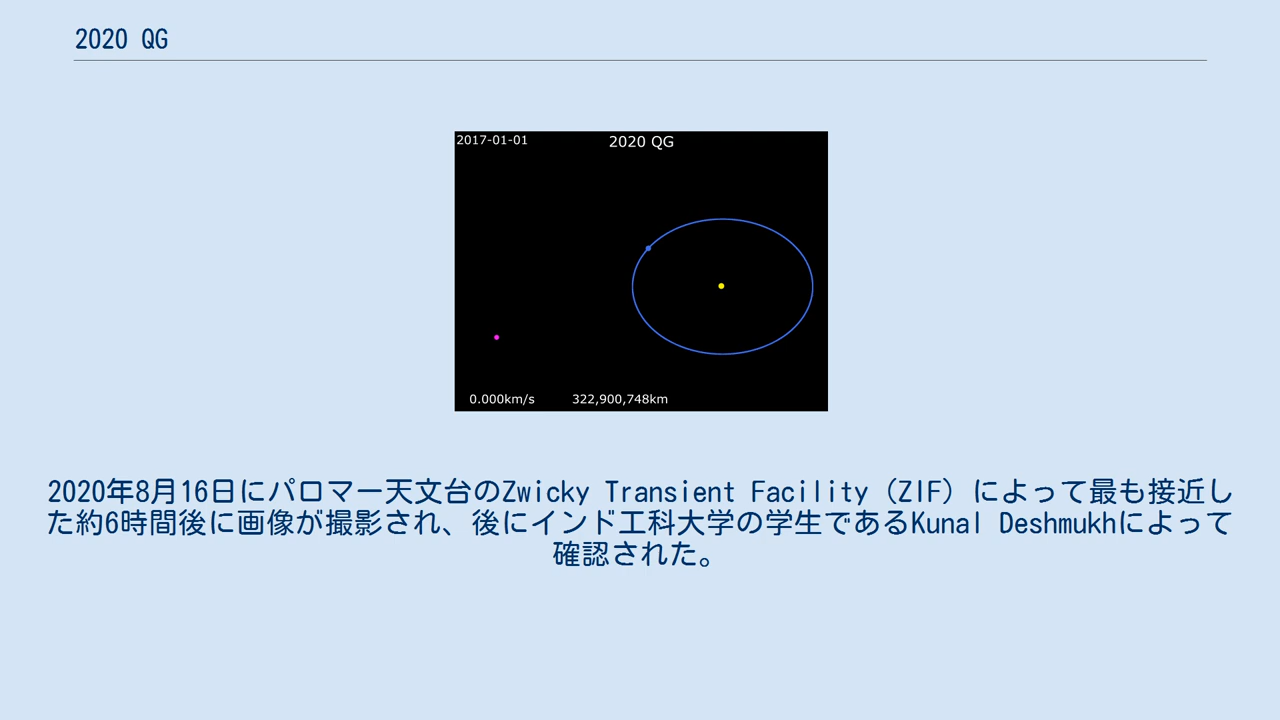 2020 QG
2017-01-01
2020 QG
0.000km/s
322,900,748km
2020年8月16日にパロマー天文台のZwicky Transient Facility（ZIF）によって最も接近し
た約6時間後に画像が撮影され、後にインド工科大学の学生であるKunal Deshmukhによって
確認された。